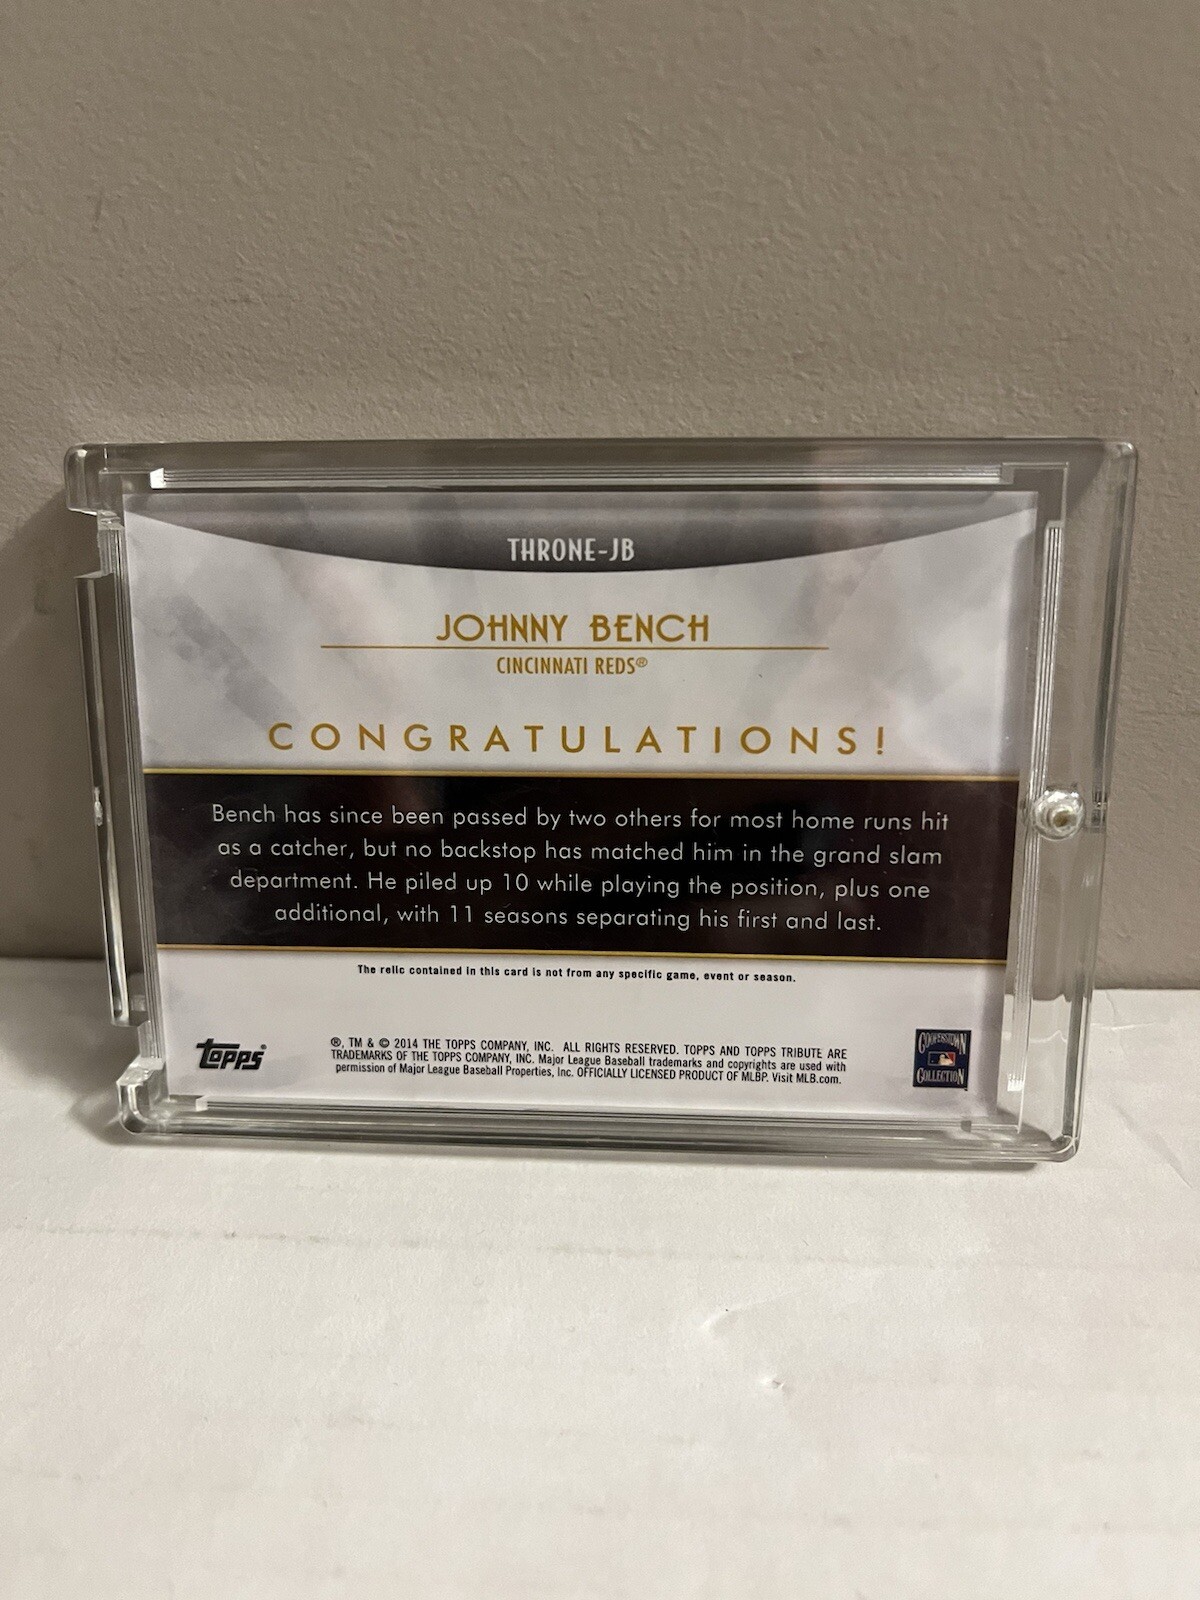 THRONE-JB
JOHNNY BENCH
CINCINNATI REDS®
CONGRATULATIONS!
Bench has since been passed by two others for most home runs hit
as a catcher, but no backstop has matched him in the grand slam
department. He piled up 10 while playing the position, plus one
additional, with 11 seasons separating his first and last.
The relic contained in this card is not from any specific game, event or season.
topps®
®, TM & © 2014 THE TOPPS COMPANY, INC. ALL RIGHTS RESERVED. TOPPS AND TOPPS TRIBUTE ARE
TRADEMARKS OF THE TOPPS COMPANY, INC. Major League Baseball trademarks and copyrights are used with
permission of Major League Baseball Properties, Inc. OFFICIALLY LICENSED PRODUCT OF MLBP. Visit MLB.com.
COOPERSTOWN
COLLECTION